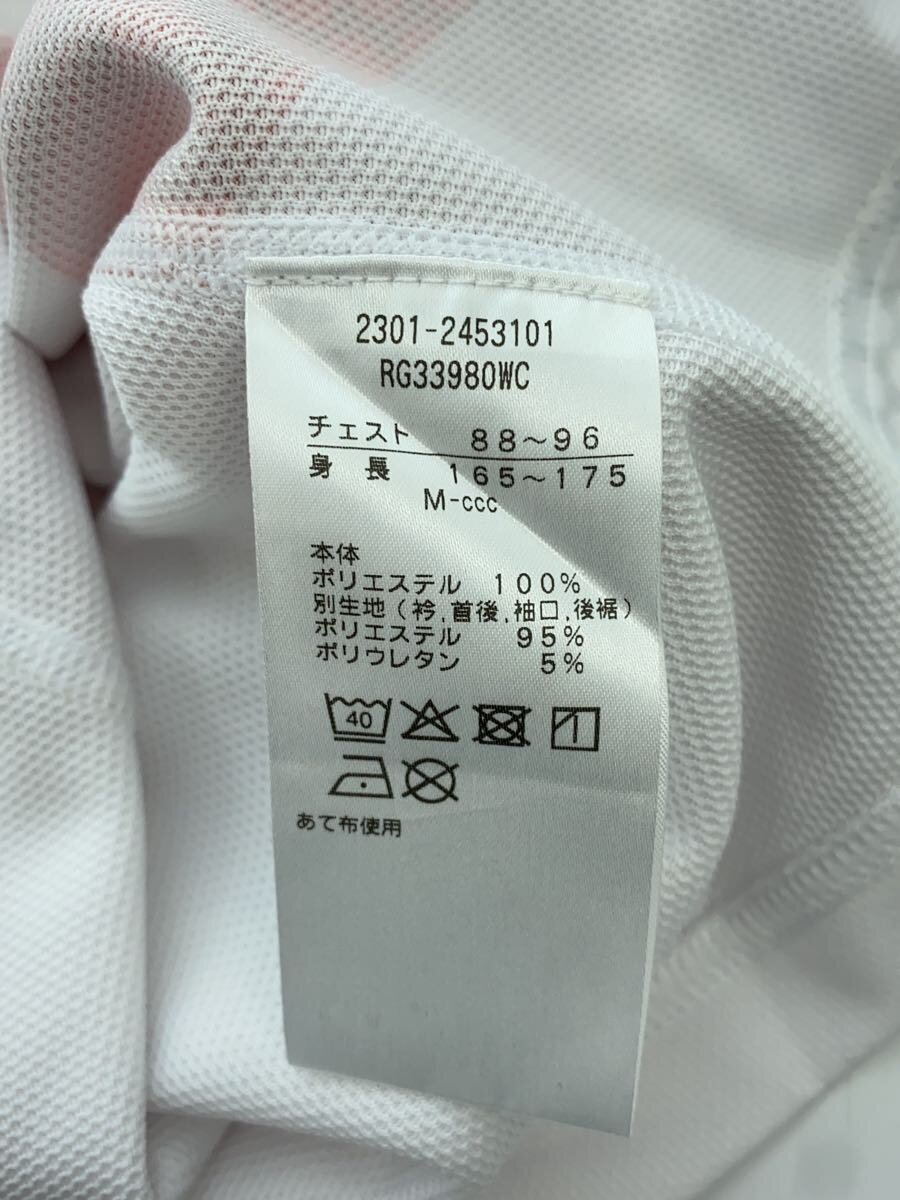 2301-2453101
RG33980WC
チェスト 88~96
身長 165~175
M-ccc
本体
ポリエステル 100%
別生地(衿,首後,袖口,後裾)
ポリエステル 95%
ポリウレタン 5%
40
あて布使用